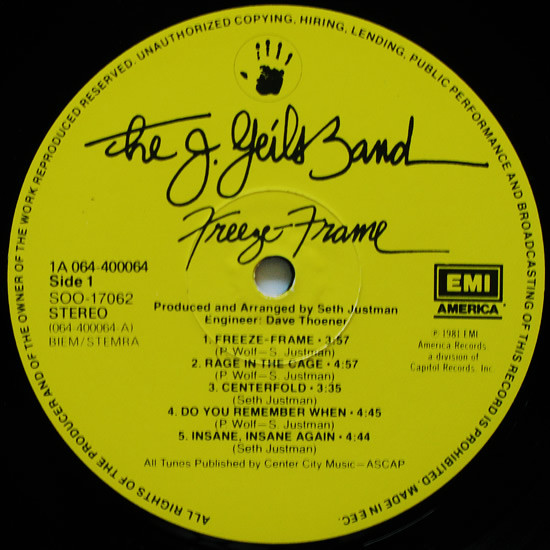 ALL RIGHTS OF THE PRODUCER AND OF THE OWNER OF THE WORK REPRODUCED RESERVED. UNAUTHORIZED COPYING, HIRING, LENDING, PUBLIC PERFORMANCE AND BROADCASTING OF THIS RECORD IS PROHIBITED. MADE IN EEC.
The J. Geils Band
Freeze-Frame
1A 064-400064
Side 1
SOO-17062
STEREO
(064-400064-A)
BIEM/STEMRA
EMI
AMERICA
℗ 1981 EMI
America Records
a division of
Capitol Records, Inc
Produced and Arranged by Seth Justman
Engineer: Dave Thoener
1. FREEZE-FRAME • 3:57
(P. Wolf—S. Justman)
2. RAGE IN THE CAGE • 4:57
(P. Wolf—S. Justman)
3. CENTERFOLD • 3:35
(Seth Justman)
4. DO YOU REMEMBER WHEN • 4:45
(P. Wolf—S. Justman)
5. INSANE, INSANE AGAIN • 4:44
(Seth Justman)
All Tunes Published by Center City Music—ASCAP